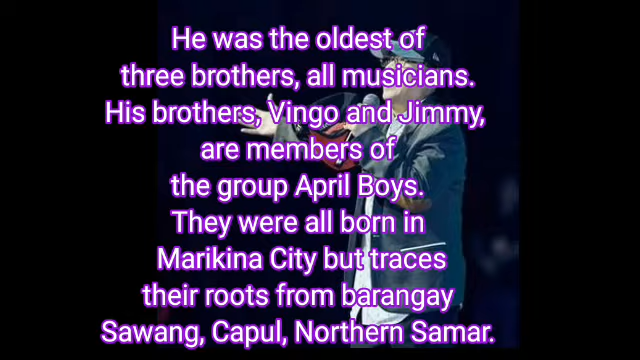 He was the oldest of
three brothers, all musicians.
His brothers, Vingo and Jimmy,
are members of
the group April Boys.
They were all born in
Marikina City but traces
their roots from barangay
Sawang, Capul, Northern Samar.